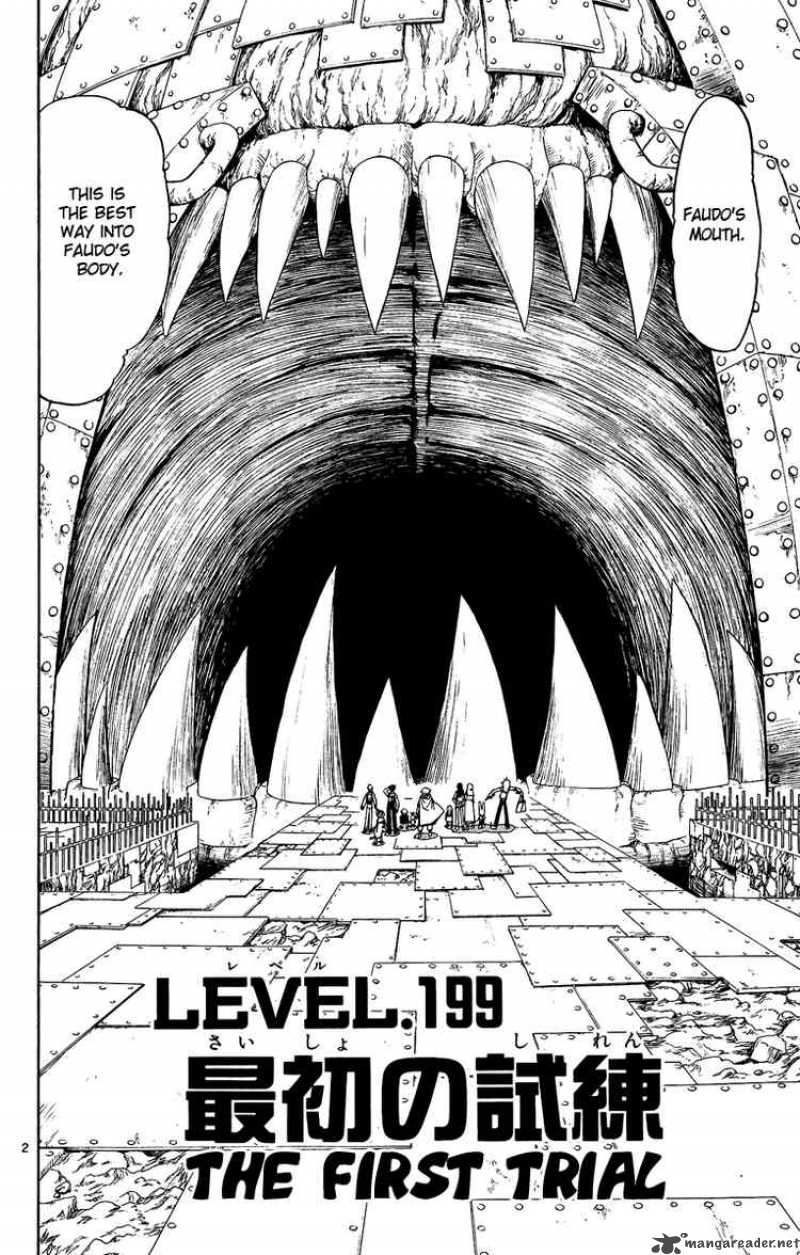 FAUDO'S
MOUTH.
THIS IS
THE BEST
WAY INTO
FAUDO'S
BODY.
レベル
LEVEL.199
さいしょ しれん
最初の試練
THE FIRST TRIAL
2
mangareader.net